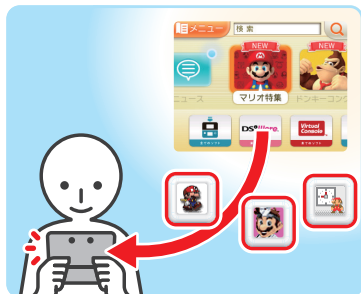 メニュー
検索
NEW
NEW
ニュース
マリオ特集
ドンキーコング
DSiWare
Virtual
Console